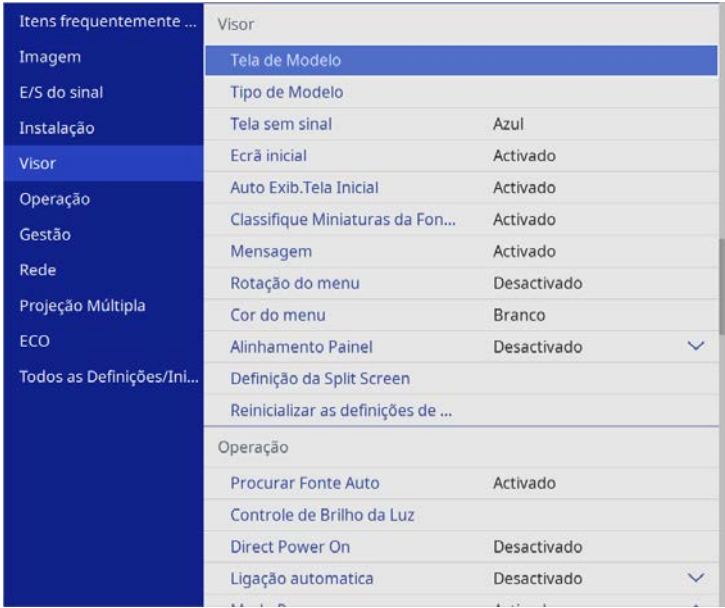 Itens frequentemente ...
Imagem
E/S do sinal
Instalação
Visor
Operação
Gestão
Rede
Projeção Múltipla
ECO
Todos as Definições/Ini...
Visor
Tela de Modelo
Tipo de Modelo
Tela sem sinal Azul
Ecrã inicial Activado
Auto Exib.Tela Inicial Activado
Classifique Miniaturas da Fon... Activado
Mensagem Activado
Rotação do menu Desactivado
Cor do menu Branco
Alinhamento Painel Desactivado
Definição da Split Screen
Reinicializar as definições de ...
Operação
Procurar Fonte Auto Activado
Controle de Brilho da Luz
Direct Power On Desactivado
Ligação automatica Desactivado